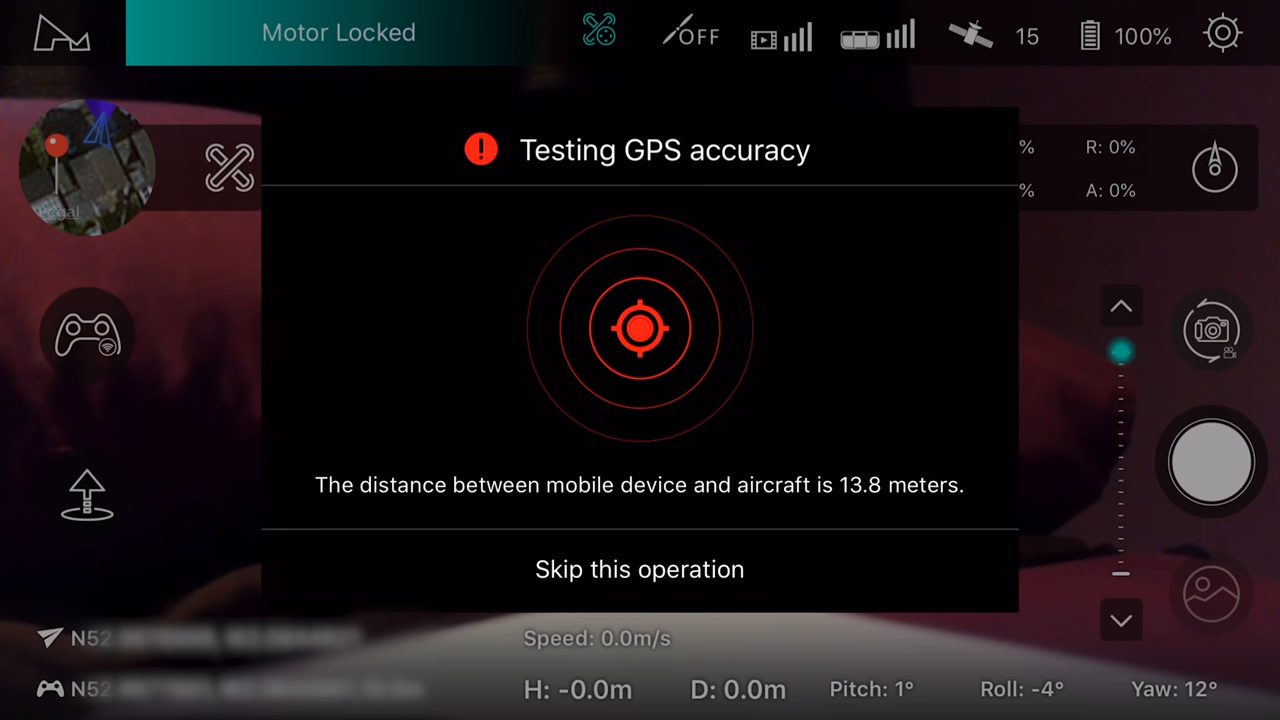 Motor Locked
OFF
15
100%
Testing GPS accuracy
%
R: 0%
%
A: 0%
Legal
The distance between mobile device and aircraft is 13.8 meters.
Skip this operation
N52
Speed: 0.0m/s
N52
H: -0.0m
D: 0.0m
Pitch: 1°
Roll: -4°
Yaw: 12°